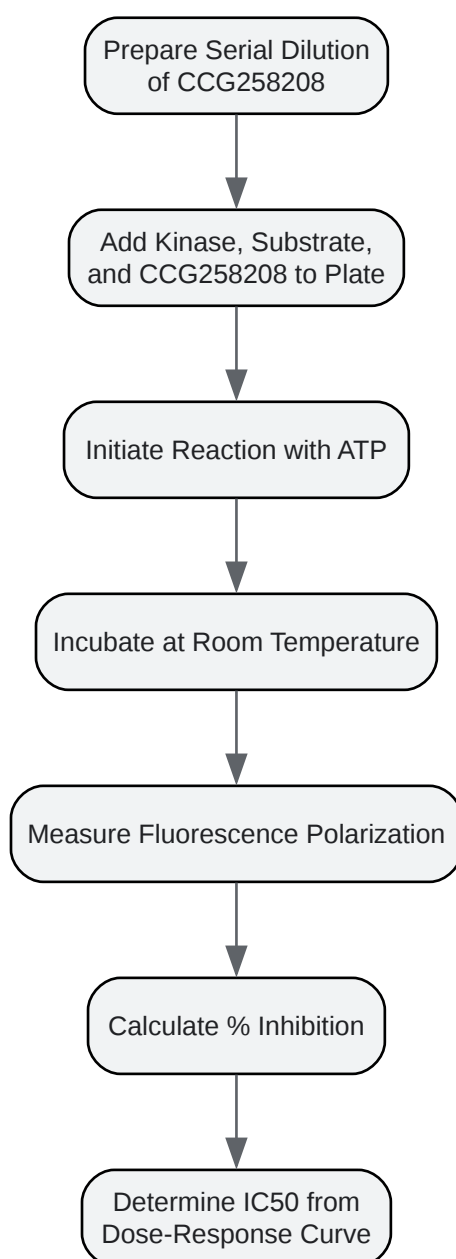 Prepare Serial Dilution
of CCG258208
Add Kinase, Substrate,
and CCG258208 to Plate
Initiate Reaction with ATP
Incubate at Room Temperature
Measure Fluorescence Polarization
Calculate % Inhibition
Determine IC50 from
Dose-Response Curve